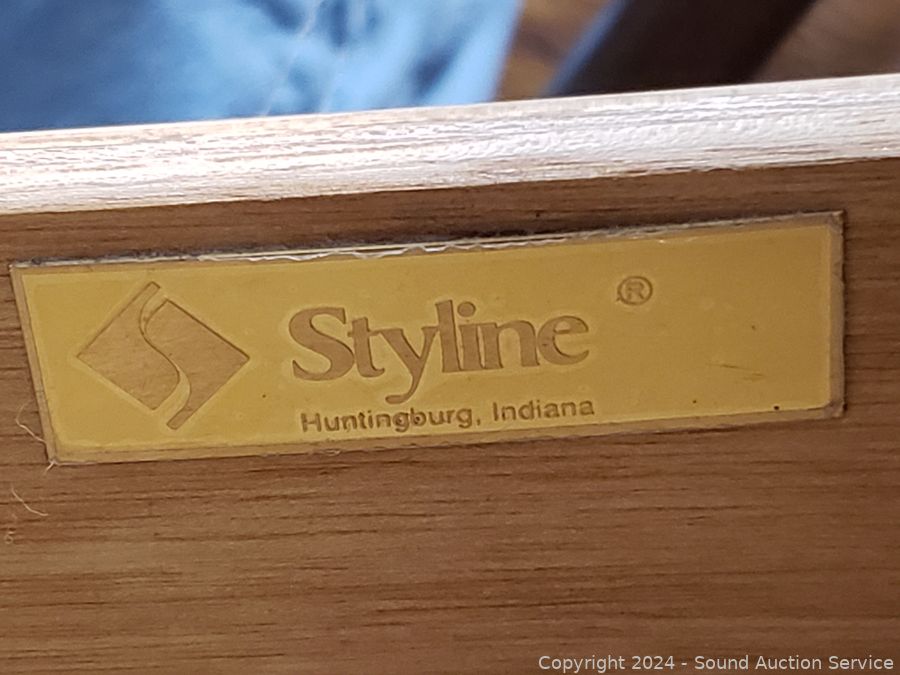 Styline ®
Huntingburg, Indiana
Copyright 2024 - Sound Auction Service